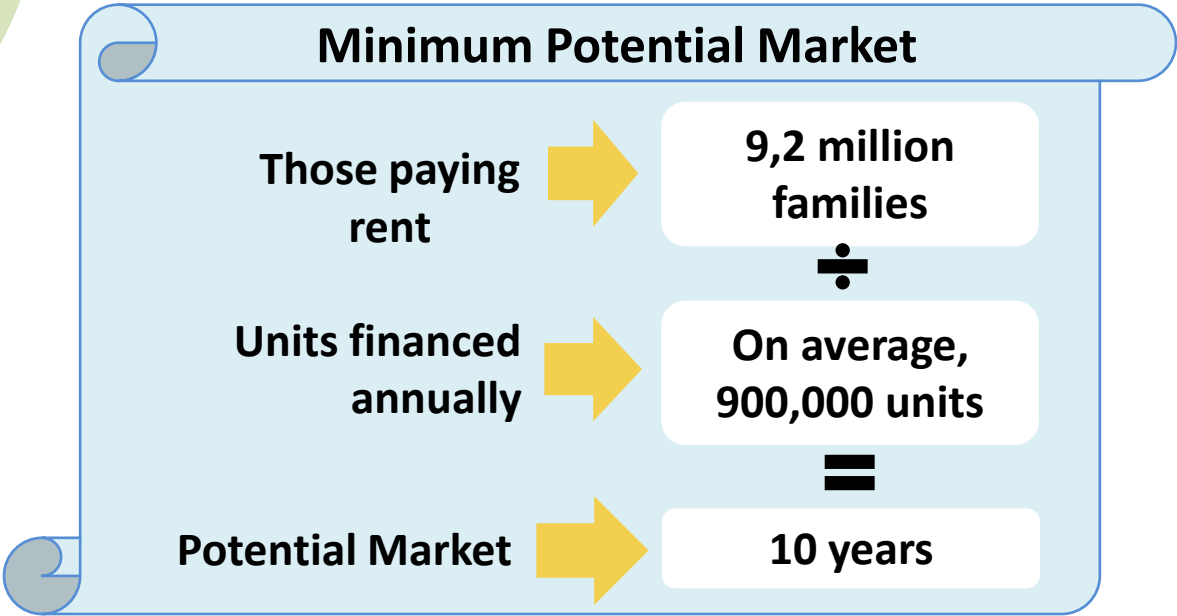 Minimum Potential Market
Those paying
rent
9,2 million
families
÷
Units financed
annually
On average,
900,000 units
=
Potential Market
10 years